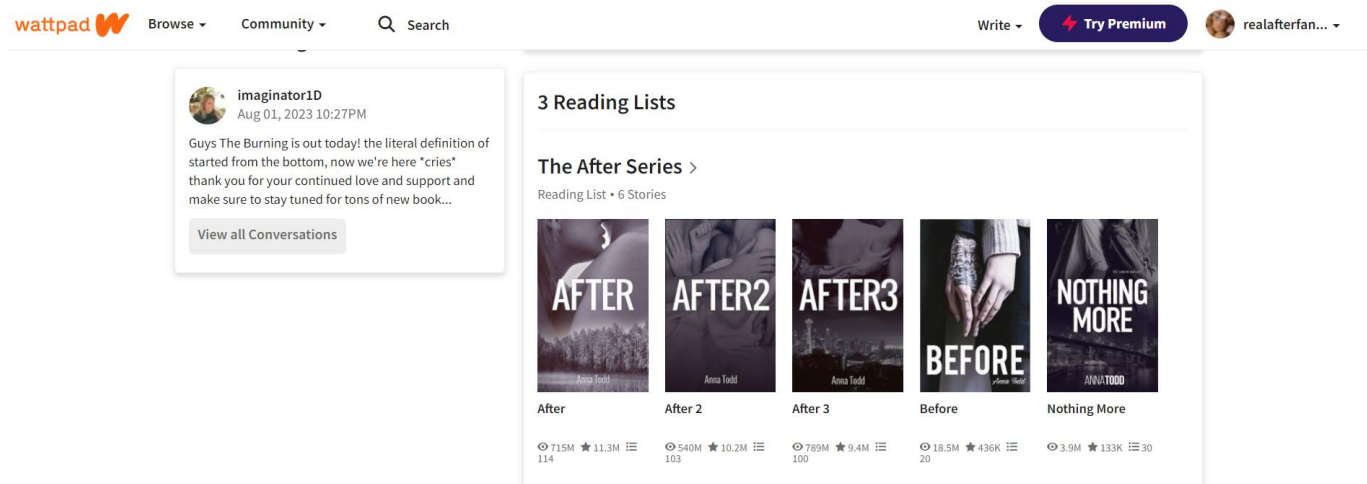 wattpad
Browse
Community
Search
Write
Try Premium
realafterfan...
imaginator1D
Aug 01, 2023 10:27PM
Guys The Burning is out today! the literal definition of
started from the bottom, now we're here *cries*
thank you for your continued love and support and
make sure to stay tuned for tons of new book...
View all Conversations
3 Reading Lists
The After Series >
Reading List • 6 Stories
AFTER
Anna Todd
AFTER2
Anna Todd
AFTER3
Anna Todd
BEFORE
Anna Todd
NOTHING
MORE
ANNATODD
After
After 2
After 3
Before
Nothing More
715M 11.3M
114
540M 10.2M
103
789M 9.4M
100
18.5M 436K
20
3.9M 133K 30